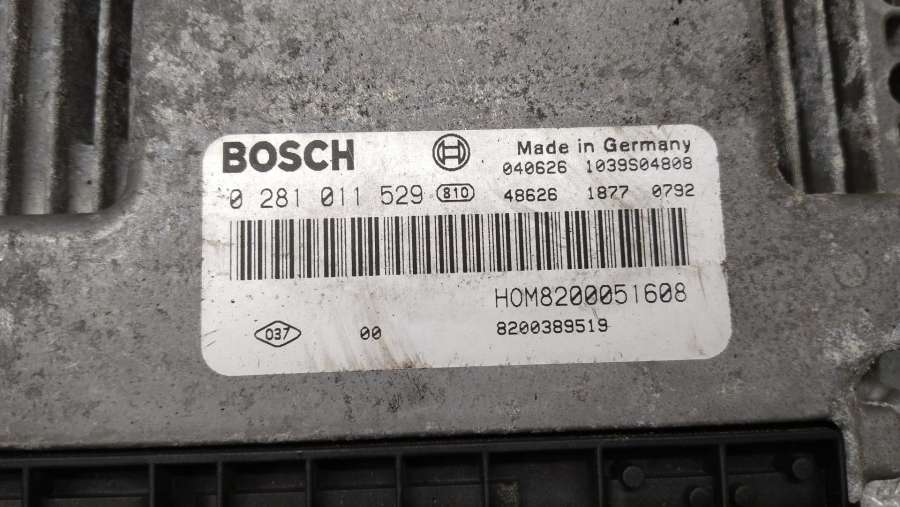 BOSCH Made in Germany
040626 1039S04808
0 281 011 529 810 48626 1877 0792
HOM8200051608
037 00 8200389519